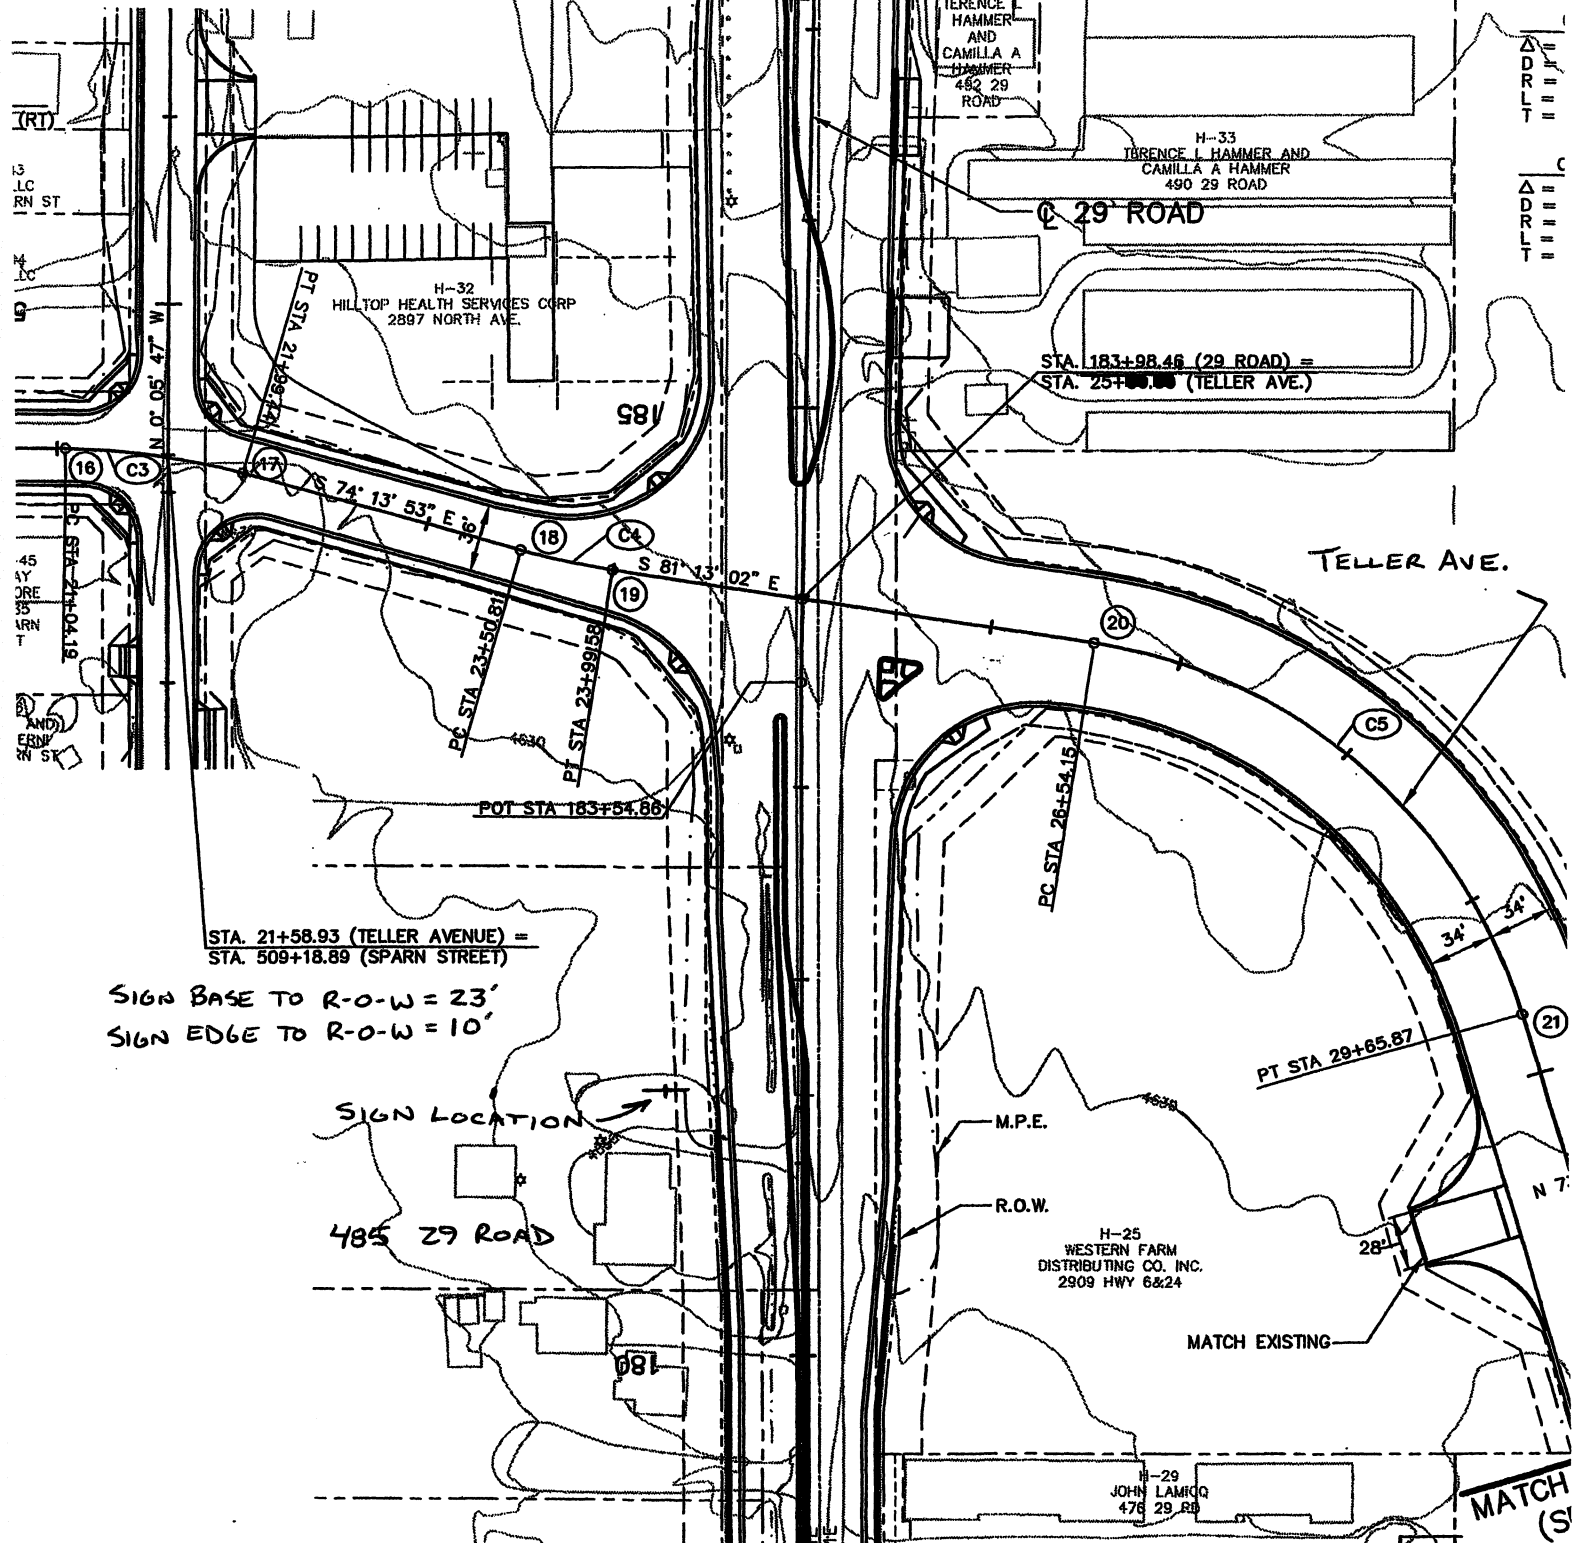 TERENCE L
HAMMER
AND
CAMILLA A
HAMMER
492 29
ROAD
Δ =
D =
R =
L =
T =
(RT)
H-33
TERENCE L HAMMER AND
CAMILLA A HAMMER
490 29 ROAD
LLC
RN ST
Δ =
D =
R =
L =
T =
℄ 29 ROAD
H-32
HILLTOP HEALTH SERVICES CORP
2897 NORTH AVE.
PT STA 21+99.44
N 0° 05' 47" W
STA. 183+98.46 (29 ROAD) =
STA. 25+ (TELLER AVE.)
185
16
C3
17
S 74° 13' 53" E
36'
18
C4
S 81° 13' 02" E
19
20
TELLER AVE.
PC STA 21+04.19
PC STA 23+50.81
PT STA 23+99.58
C5
4630
PC STA 26+54.15
POT STA 183+54.86
34'
34'
STA. 21+58.93 (TELLER AVENUE) =
STA. 509+18.89 (SPARN STREET)
SIGN BASE TO R-O-W = 23'
SIGN EDGE TO R-O-W = 10'
21
PT STA 29+65.87
SIGN LOCATION
4630
M.P.E.
R.O.W.
485 29 ROAD
H-25
WESTERN FARM
DISTRIBUTING CO. INC.
2909 HWY 6&24
28'
N 7
MATCH EXISTING
180
H-29
JOHN LAMICQ
476 29 RD
MATCH
(S